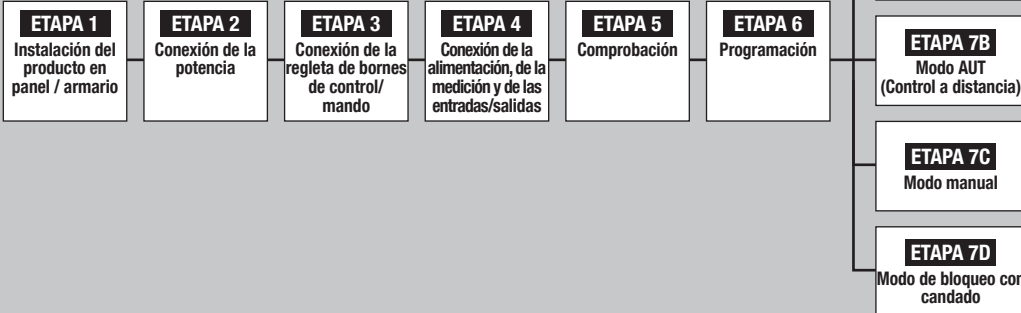 ETAPA 1
Instalación del
producto en
panel / armario
ETAPA 2
Conexión de la
potencia
ETAPA 3
Conexión de la
regleta de bornes
de control/
mando
ETAPA 4
Conexión de la
alimentación, de la
medición y de las
entradas/salidas
ETAPA 5
Comprobación
ETAPA 6
Programación
ETAPA 7B
Modo AUT
(Control a distancia)
ETAPA 7C
Modo manual
ETAPA 7D
Modo de bloqueo con
candado